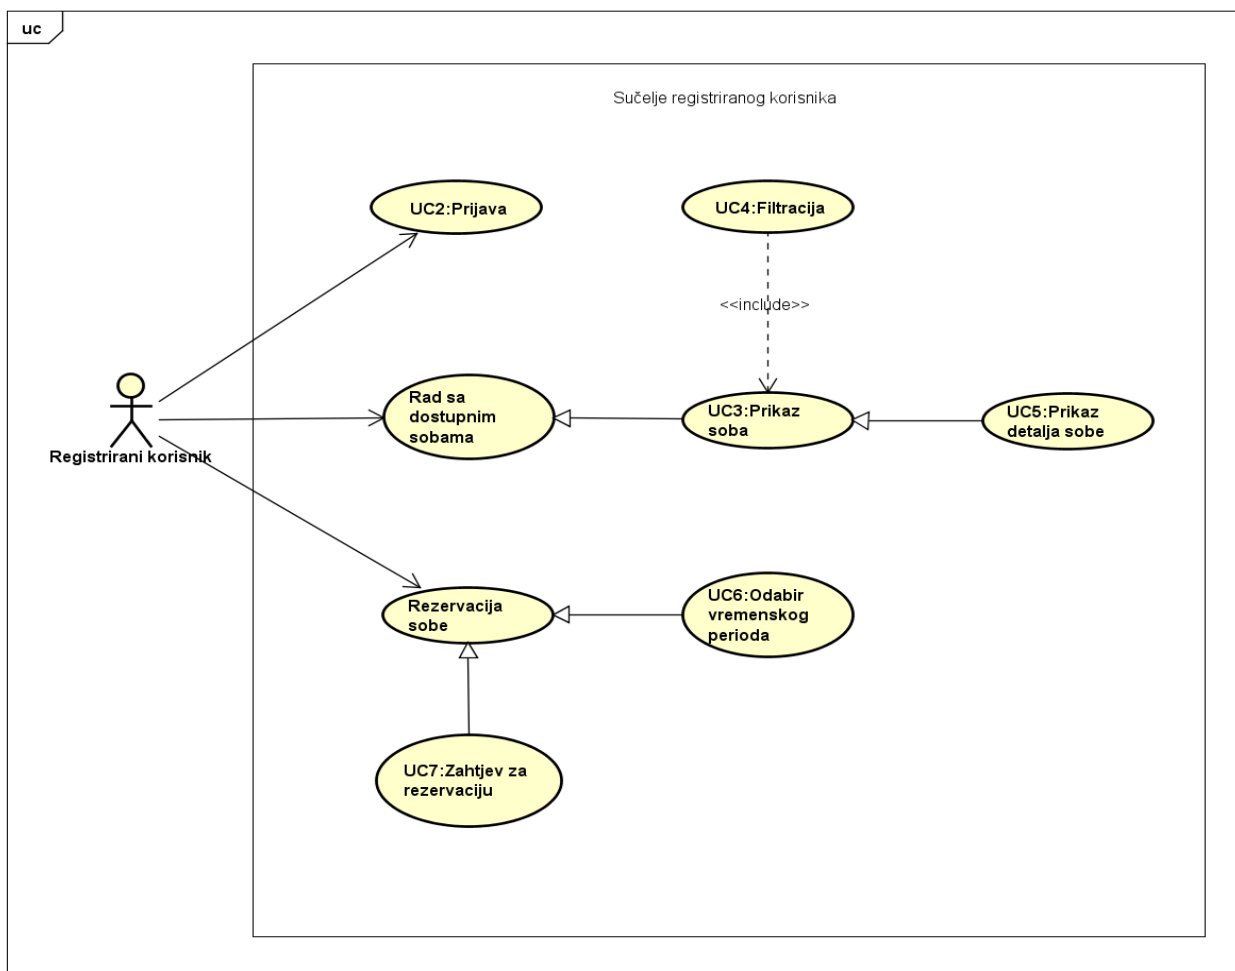 uc
Sučelje registriranog korisnika
UC2:Prijava
UC4:Filtracija
<<include>>
Rad sa
dostupnim
sobama
UC3:Prikaz
soba
UC5:Prikaz
detalja sobe
Registrirani korisnik
Rezervacija
sobe
UC6:Odabir
vremenskog
perioda
UC7:Zahtjev za
rezervaciju